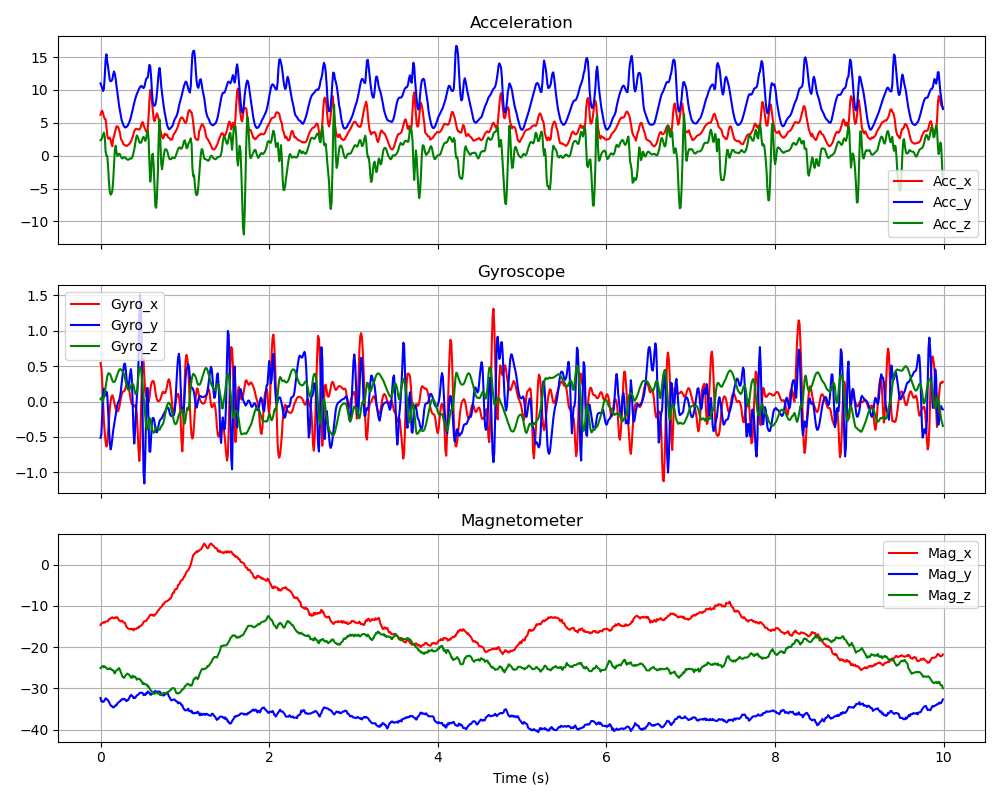 Acceleration
15
10
5
0
−5
−10
Acc_x
Acc_y
Acc_z
Gyroscope
1.5
1.0
0.5
0.0
−0.5
−1.0
Gyro_x
Gyro_y
Gyro_z
Magnetometer
0
−10
−20
−30
−40
Mag_x
Mag_y
Mag_z
0 2 4 6 8 10
Time (s)